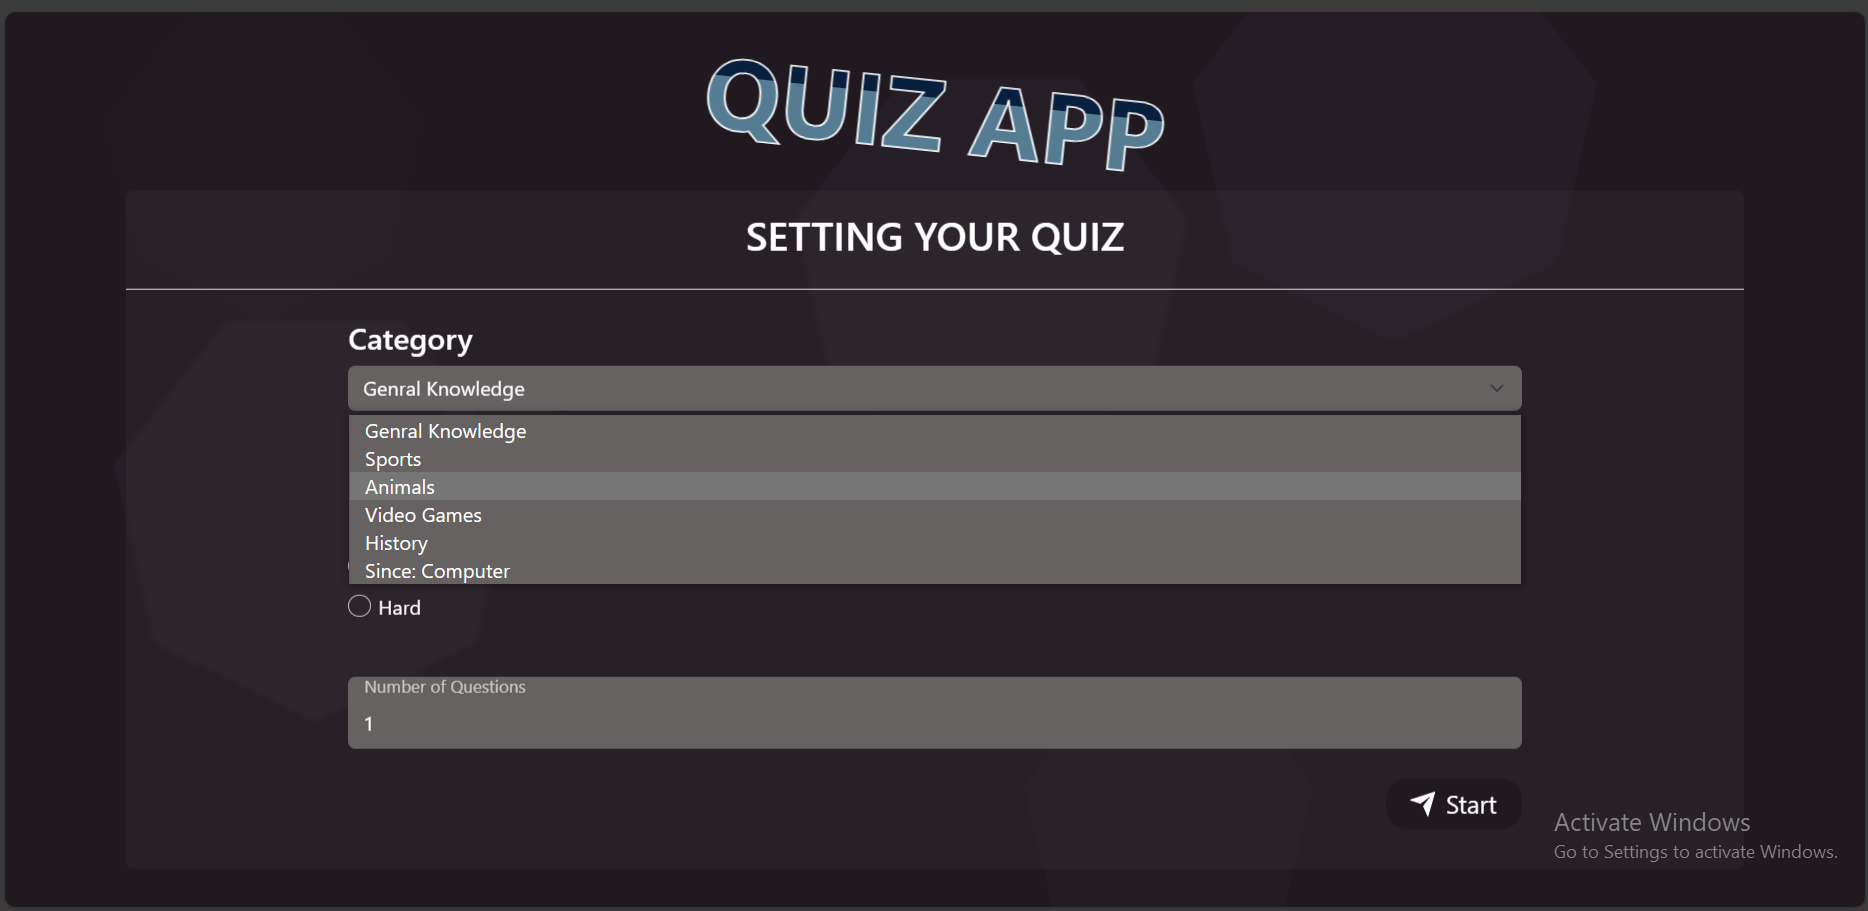 QUIZ APP
SETTING YOUR QUIZ
Category
Genral Knowledge
Genral Knowledge
Sports
Animals
Video Games
History
Since: Computer
Hard
Number of Questions
1
Start
Activate Windows
Go to Settings to activate Windows.